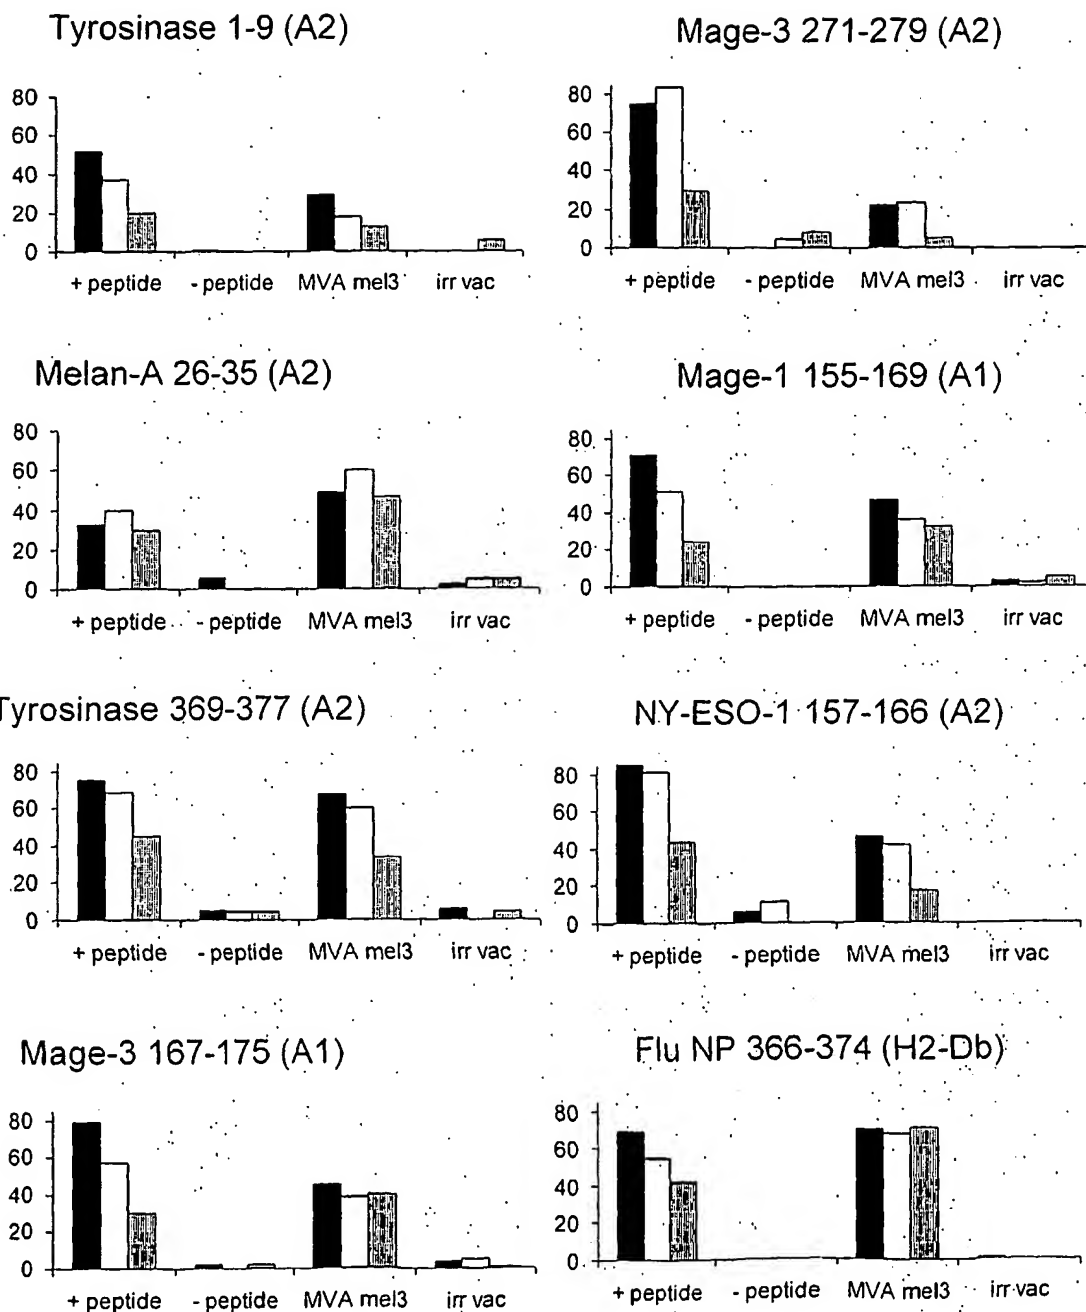 Tyrosinase 1-9 (A2)
80
60
40
20
0
+ peptide - peptide MVA mel3 irr vac
Mage-3 271-279 (A2)
80
60
40
20
0
+ peptide - peptide MVA mel3 irr vac
Melan-A 26-35 (A2)
80
60
40
20
0
+ peptide - peptide MVA mel3 irr vac
Mage-1 155-169 (A1)
80
60
40
20
0
+ peptide - peptide MVA mel3 irr vac
Tyrosinase 369-377 (A2)
80
60
40
20
0
+ peptide - peptide MVA mel3 irr vac
NY-ESO-1 157-166 (A2)
80
60
40
20
0
+ peptide - peptide MVA mel3 irr vac
Mage-3 167-175 (A1)
80
60
40
20
0
+ peptide - peptide MVA mel3 irr vac
Flu NP 366-374 (H2-Db)
80
60
40
20
0
+ peptide - peptide MVA mel3 irr vac